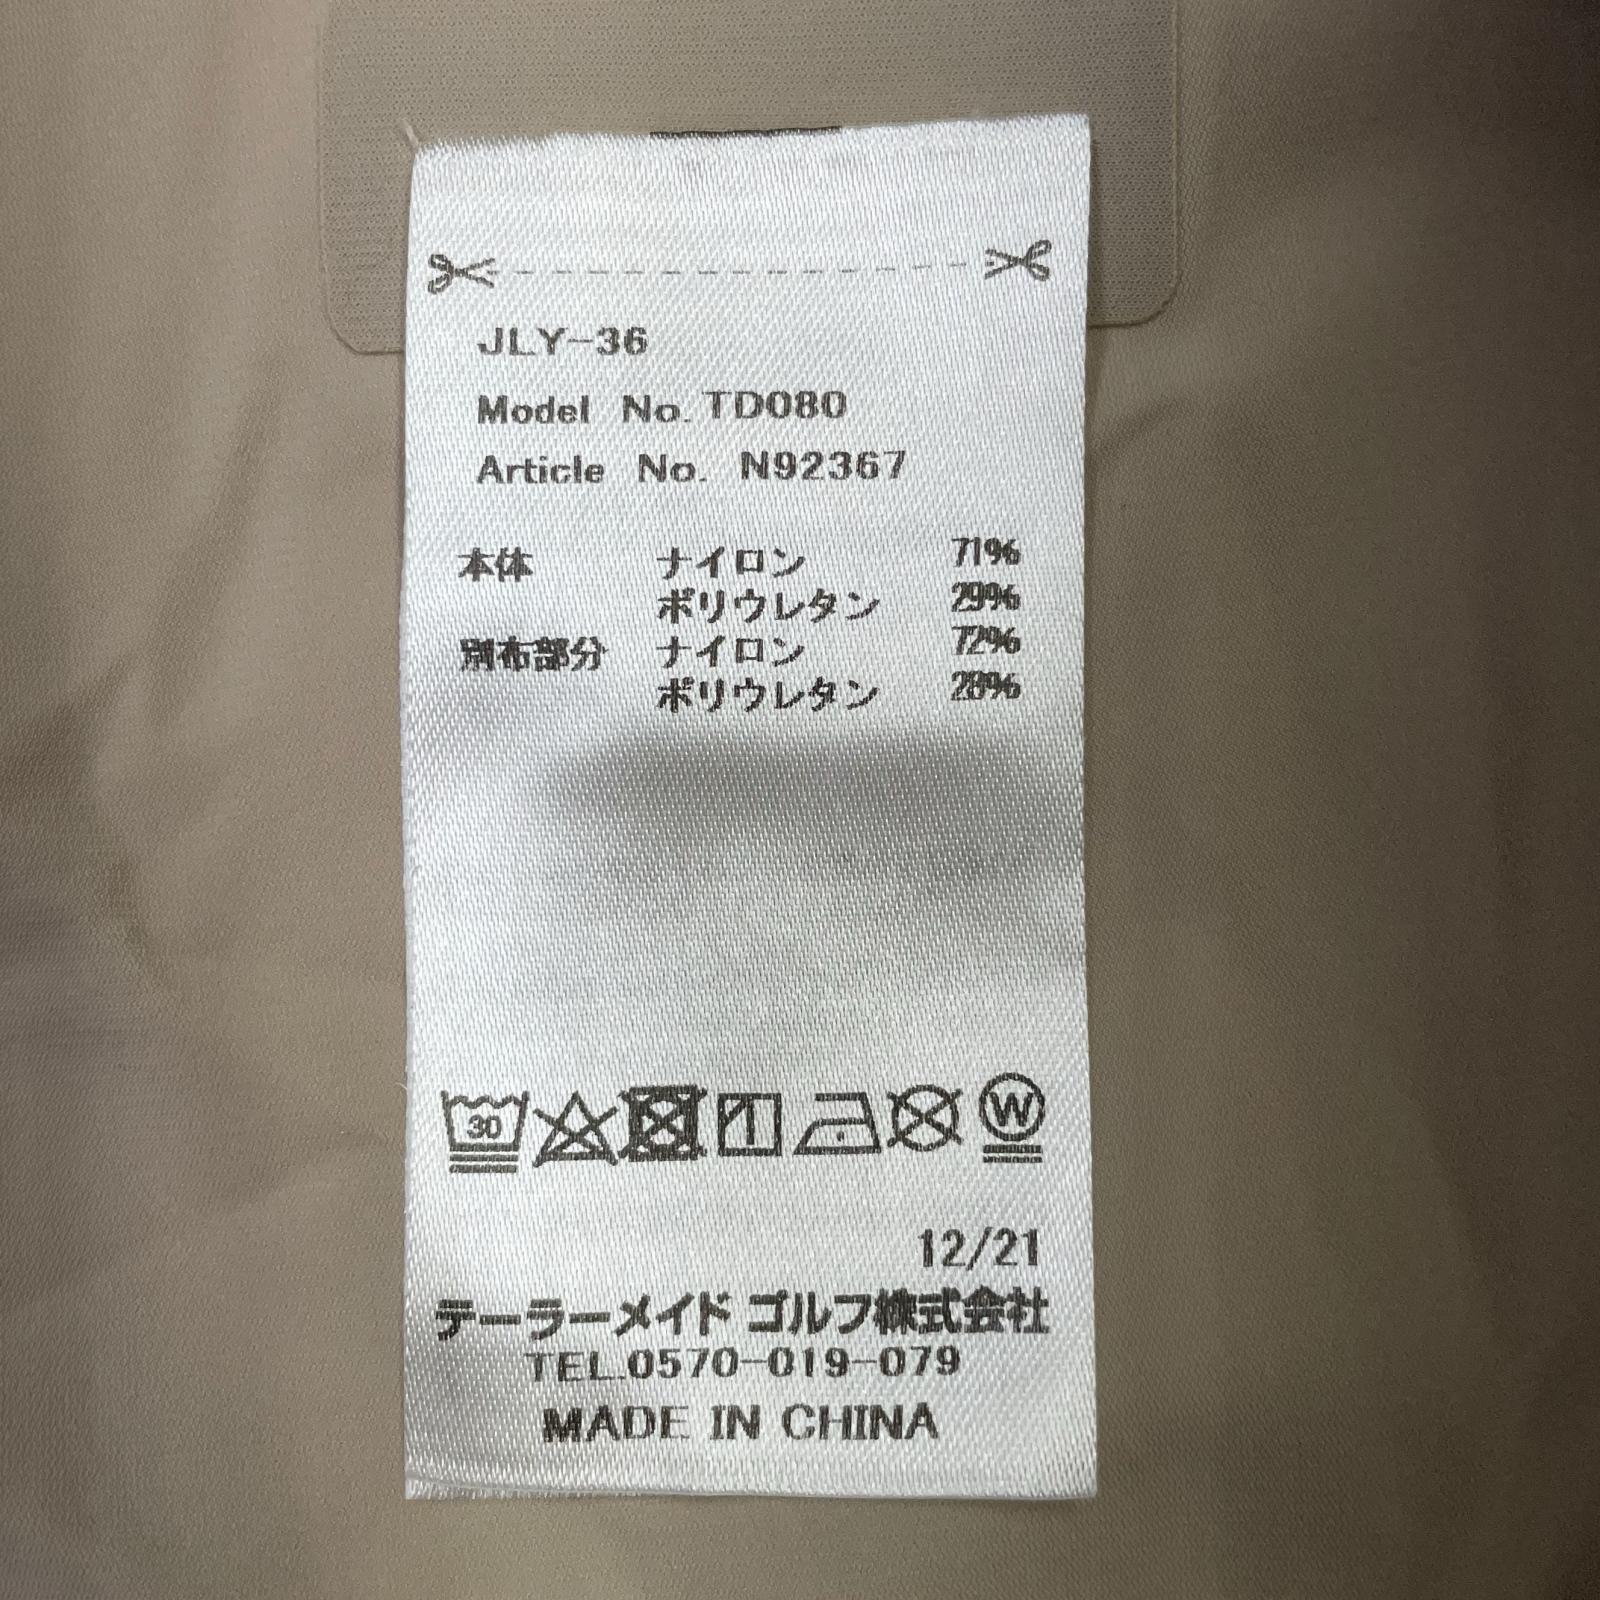 JLY-36
Model No. TD080
Article No. N92367
本体 ナイロン 71%
ポリウレタン 29%
別布部分 ナイロン 72%
ポリウレタン 28%
30 W
12/21
テーラーメイド ゴルフ株式会社
TEL.0570-019-079
MADE IN CHINA